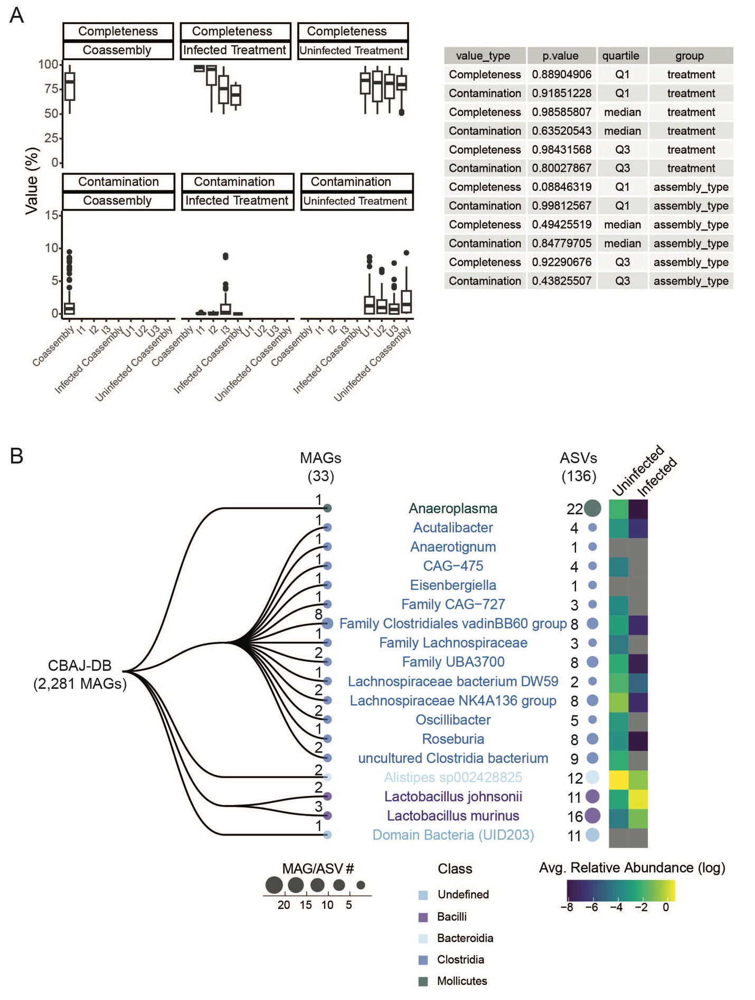 A
Completeness
Completeness
Completeness
Coassembly
Infected Treatment
Uninfected Treatment
100
75
50
25
0
Value (%)
Contamination
Contamination
Contamination
Coassembly
Infected Treatment
Uninfected Treatment
15
10
5
0
Coassembly
I1
I2
I3
Infected Coassembly
U1
U2
U3
Uninfected Coassembly
Coassembly
I1
I2
I3
Infected Coassembly
U1
U2
U3
Uninfected Coassembly
Coassembly
I1
I2
I3
Infected Coassembly
U1
U2
U3
Uninfected Coassembly
value_type p.value quartile group
Completeness 0.88904906 Q1 treatment
Contamination 0.91851228 Q1 treatment
Completeness 0.98585807 median treatment
Contamination 0.63520543 median treatment
Completeness 0.98431568 Q3 treatment
Contamination 0.80027867 Q3 treatment
Completeness 0.08846319 Q1 assembly_type
Contamination 0.99812567 Q1 assembly_type
Completeness 0.49425519 median assembly_type
Contamination 0.84779705 median assembly_type
Completeness 0.92290676 Q3 assembly_type
Contamination 0.43825507 Q3 assembly_type
B
MAGs
(33)
ASVs
(136)
Uninfected
Infected
CBAJ-DB
(2,281 MAGs)
1 Anaeroplasma 22
1 Acutalibacter 4
1 Anaerotignum 1
1 CAG−475 4
1 Eisenbergiella 1
1 Family CAG−727 3
8 Family Clostridiales vadinBB60 group 8
1 Family Lachnospiraceae 3
2 Family UBA3700 8
1 Lachnospiraceae bacterium DW59 2
2 Lachnospiraceae NK4A136 group 8
2 Oscillibacter 5
1 Roseburia 8
2 uncultured Clostridia bacterium 9
2 Alistipes sp002428825 12
2 Lactobacillus johnsonii 11
3 Lactobacillus murinus 16
1 Domain Bacteria (UID203) 11
MAG/ASV #
20 15 10 5
Class
Undefined
Bacilli
Bacteroidia
Clostridia
Mollicutes
Avg. Relative Abundance (log)
−8 −6 −4 −2 0